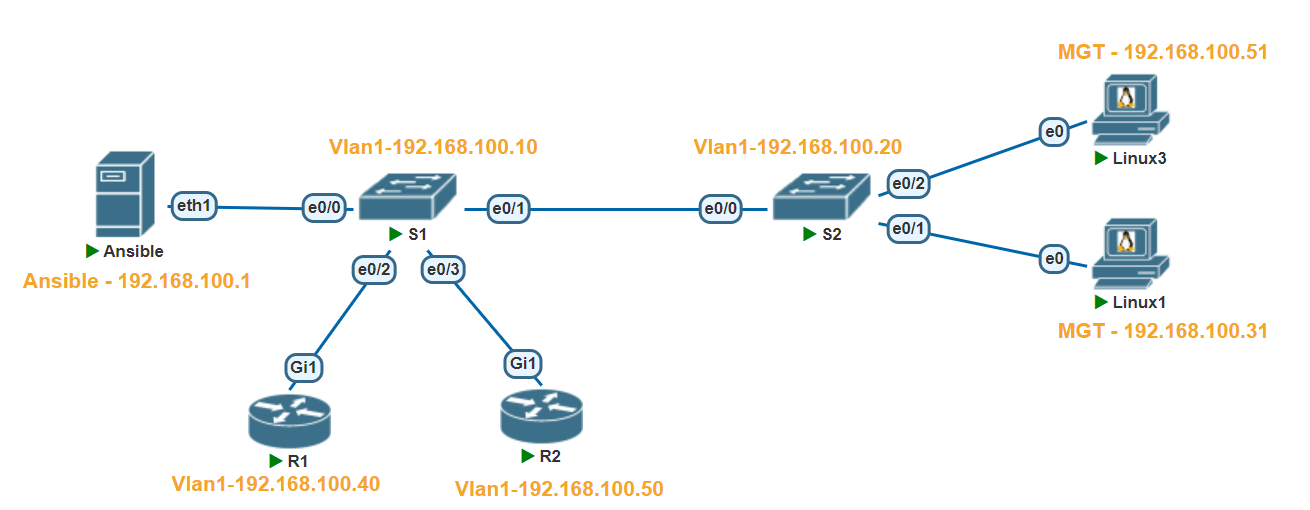 MGT - 192.168.100.51
e0
Linux3
Vlan1-192.168.100.10
Vlan1-192.168.100.20
e0/2
eth1
e0/0
e0/1
e0/0
S1
S2
e0/1
e0
Ansible
Ansible - 192.168.100.1
e0/2
e0/3
Linux1
MGT - 192.168.100.31
Gi1
Gi1
R1
R2
Vlan1-192.168.100.40
Vlan1-192.168.100.50